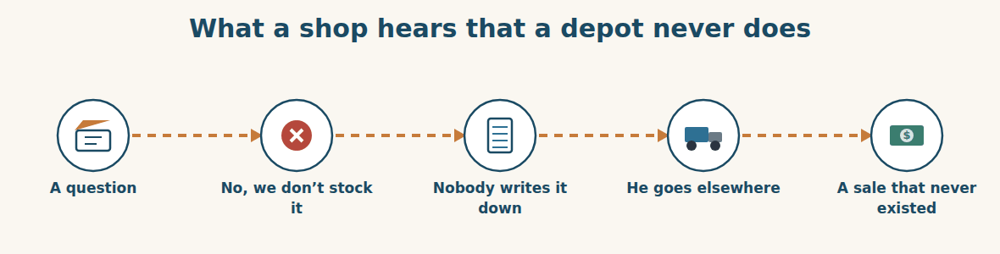 What a shop hears that a depot never does
A question
No, we don’t stock
it
Nobody writes it
down
He goes elsewhere
$
A sale that never
existed